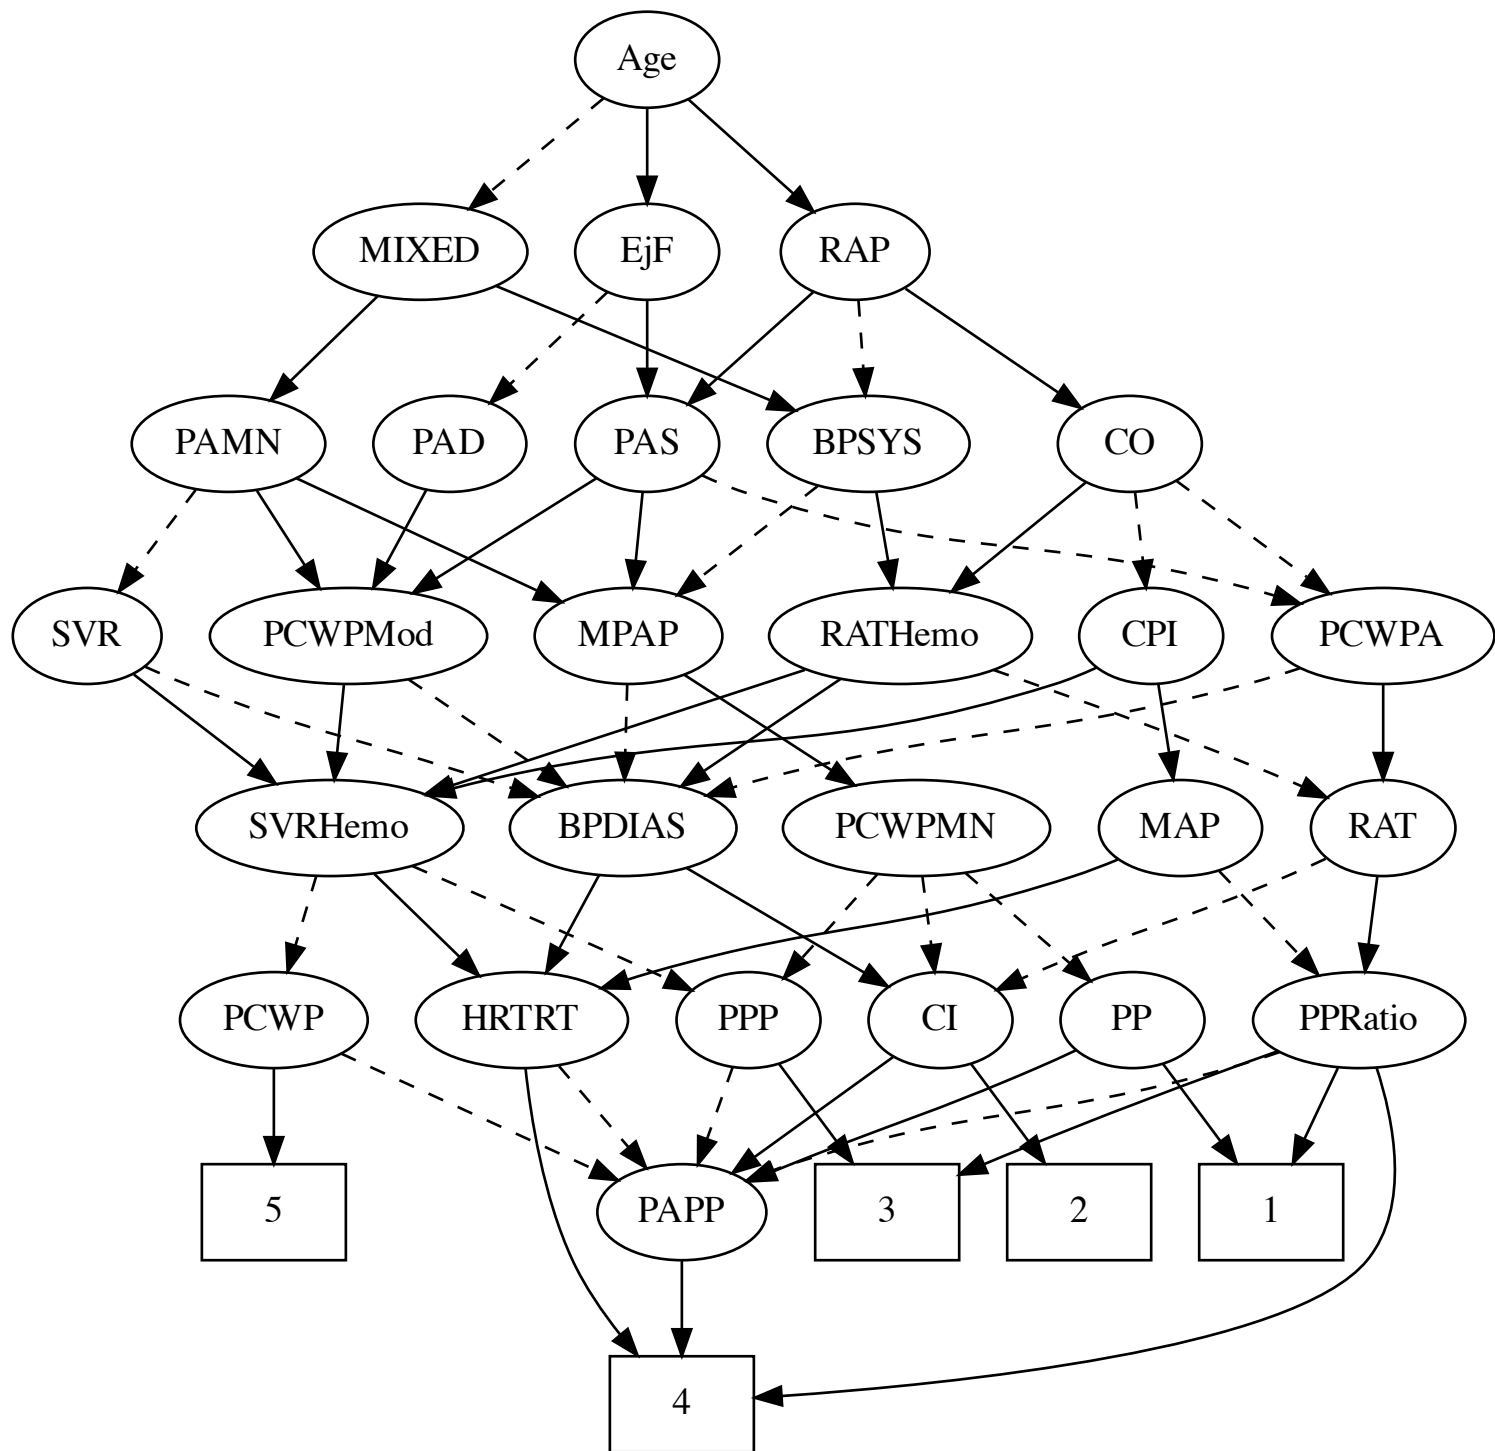 Age
MIXED
EjF
RAP
PAMN
PAD
PAS
BPSYS
CO
SVR
PCWPMod
MPAP
RATHemo
CPI
PCWPA
SVRHemo
BPDIAS
PCWPMN
MAP
RAT
PCWP
HRTRT
PPP
CI
PP
PPRatio
5
PAPP
3
2
1
4